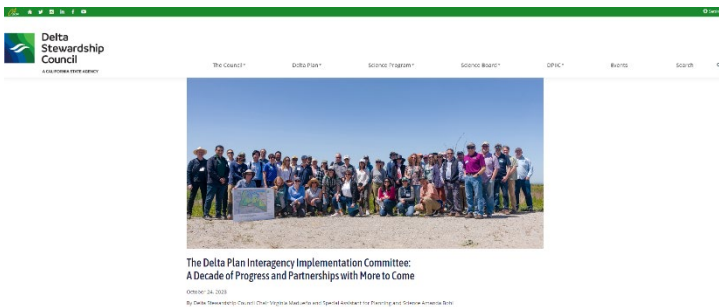 Delta
Stewardship
Council
A CALIFORNIA STATE AGENCY
The Council
Delta Plan
Science Program
Science Board
DPIIC
Events
Search
The Delta Plan Interagency Implementation Committee:
A Decade of Progress and Partnerships with More to Come
October 24, 2023
By Delta Stewardship Council Chair Virginia Madueño and Special Assistant for Planning and Science Amanda Bohl